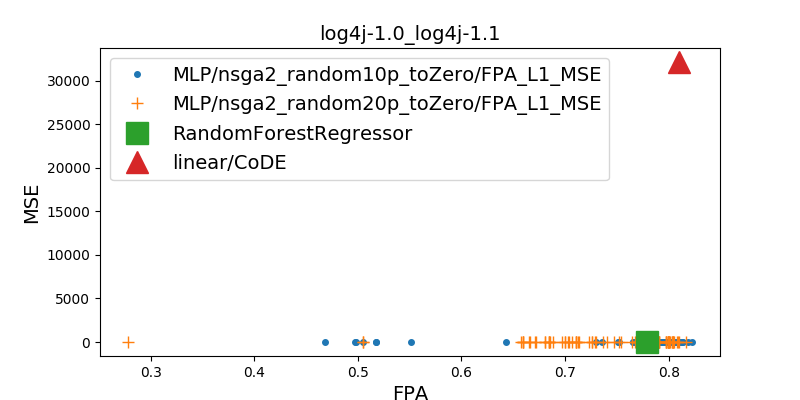 log4j-1.0_log4j-1.1
MLP/nsga2_random10p_toZero/FPA_L1_MSE
MLP/nsga2_random20p_toZero/FPA_L1_MSE
RandomForestRegressor
linear/CoDE
MSE
30000
25000
20000
15000
10000
5000
0
0.3 0.4 0.5 0.6 0.7 0.8
FPA